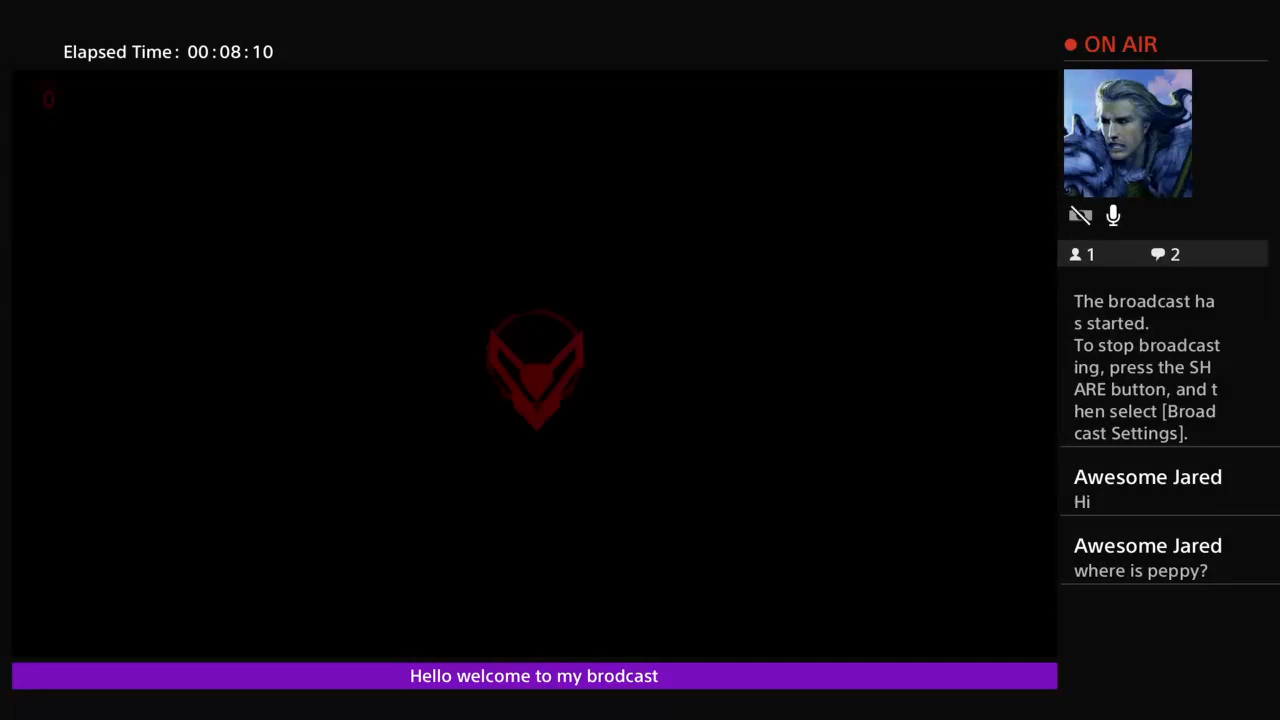 Elapsed Time: 00:08:10
ON AIR
0
1
2
The broadcast ha
s started.
To stop broadcast
ing, press the SH
ARE button, and t
hen select [Broad
cast Settings].
Awesome Jared
Hi
Awesome Jared
where is peppy?
Hello welcome to my brodcast